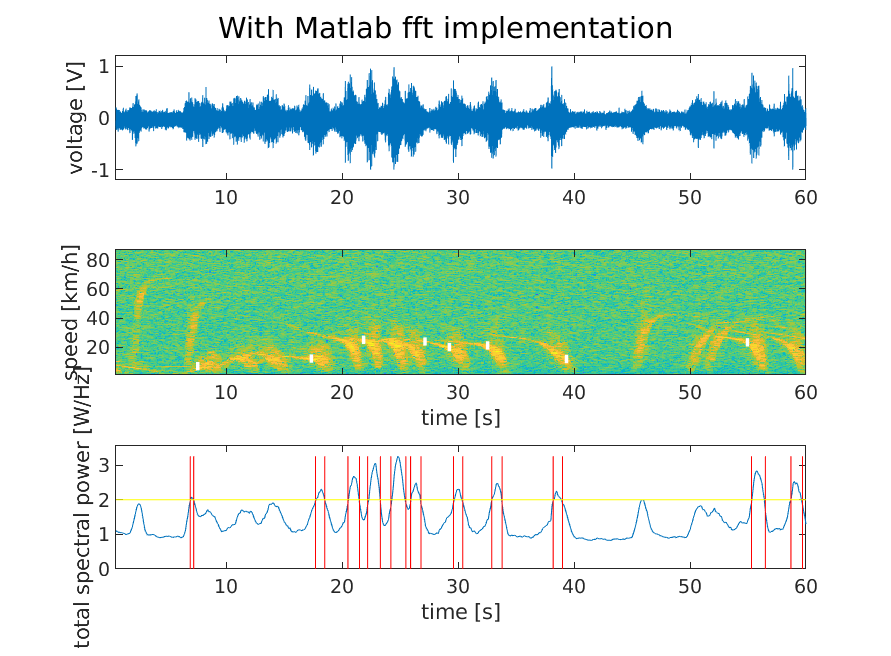 With Matlab fft implementation
voltage [V]
1
0
-1
10 20 30 40 50 60
speed [km/h]
80
60
40
20
10 20 30 40 50 60
time [s]
total spectral power [W/Hz]
3
2
1
0
10 20 30 40 50 60
time [s]